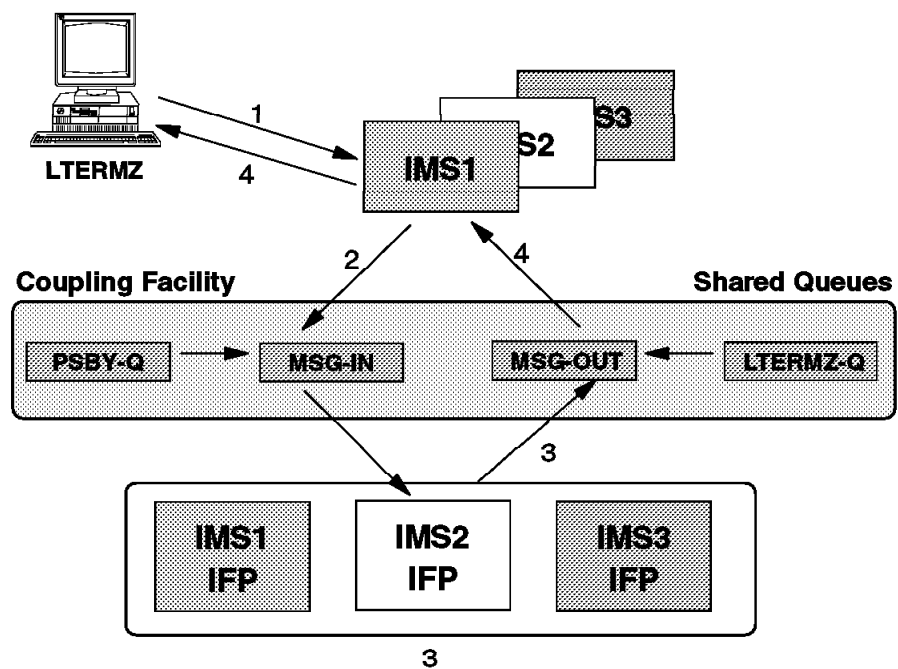 1
4
LTERMZ
IMS1
S2
S3
2
4
Coupling Facility
Shared Queues
PSBY-Q
MSG-IN
MSG-OUT
LTERMZ-Q
3
IMS1
IFP
IMS2
IFP
IMS3
IFP
3